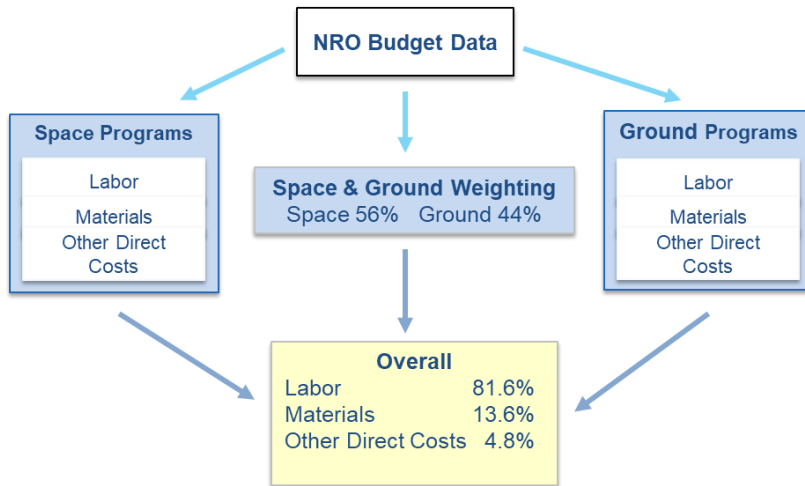 NRO Budget Data
Space Programs
Labor
Materials
Other Direct
Costs
Space & Ground Weighting
Space 56% Ground 44%
Ground Programs
Labor
Materials
Other Direct
Costs
Overall
Labor 81.6%
Materials 13.6%
Other Direct Costs 4.8%